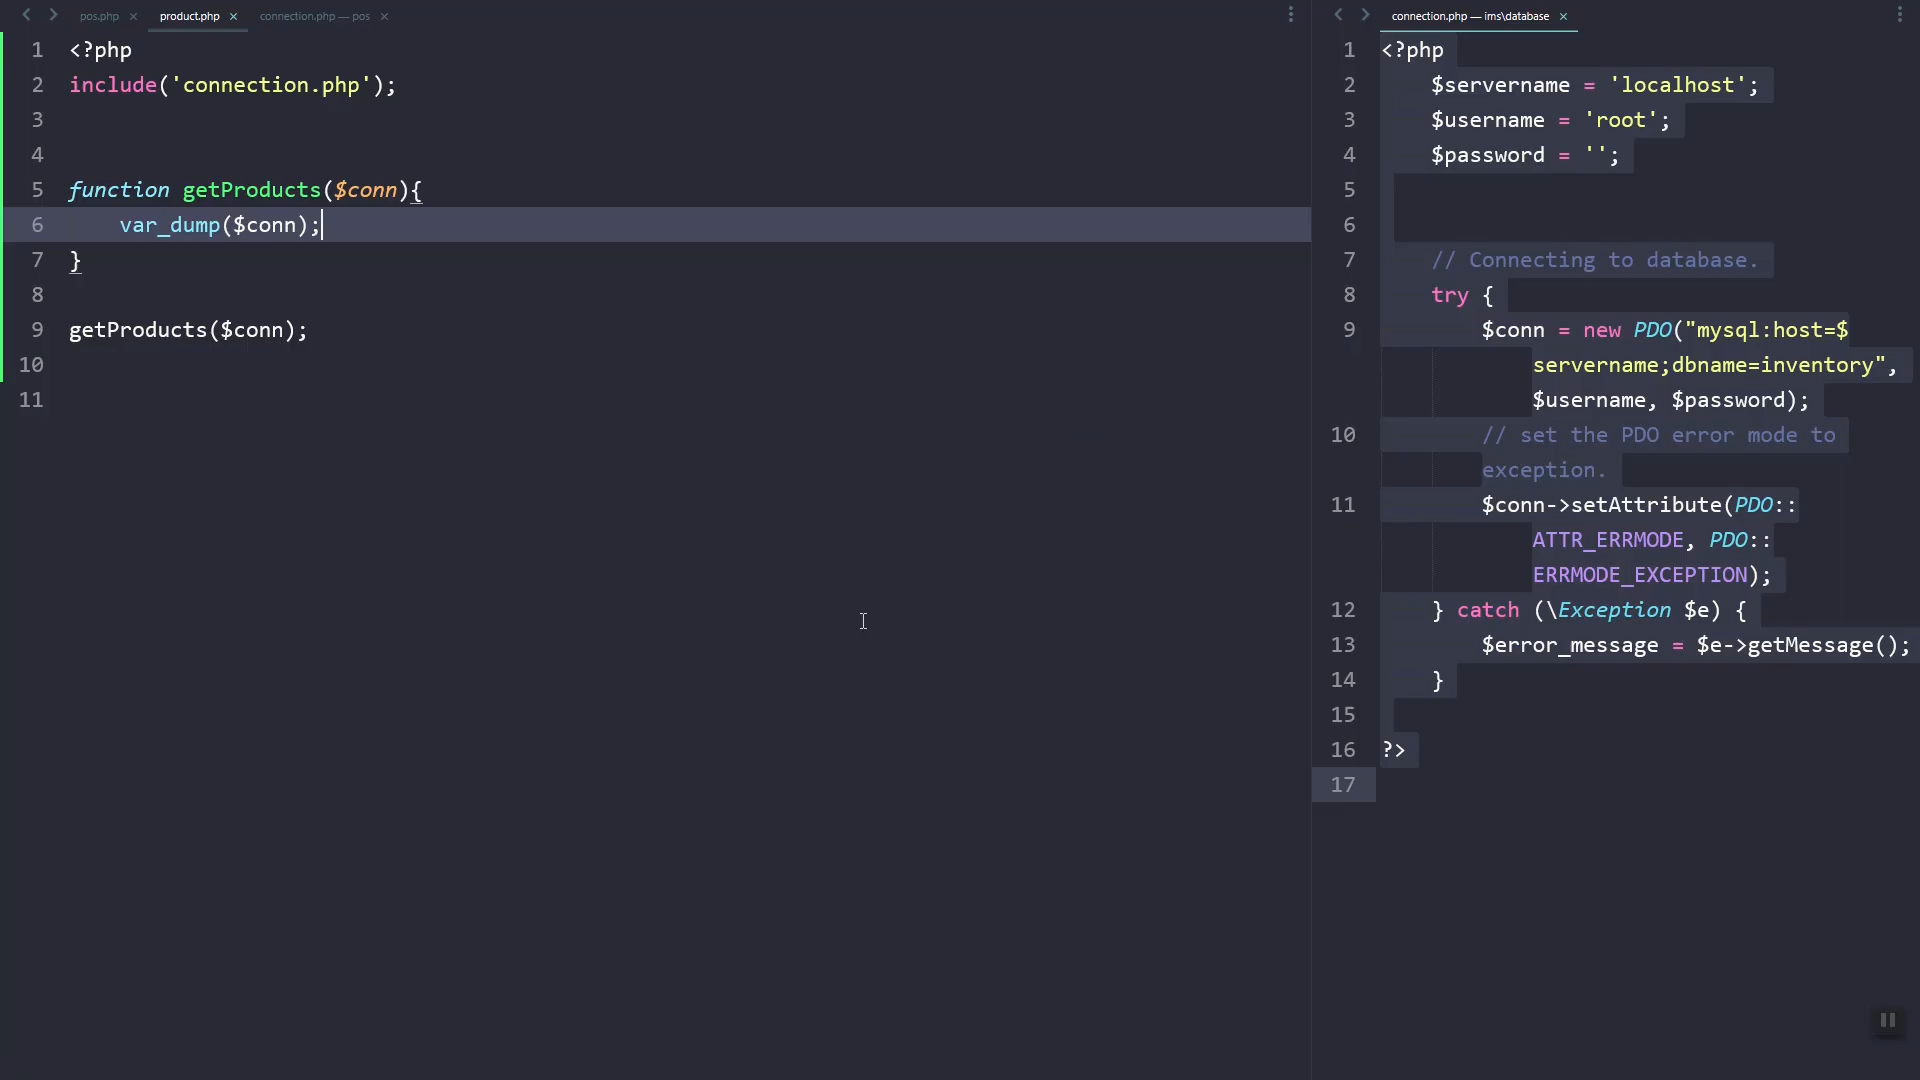 pos.php ×
product.php ×
connection.php — pos ×
1 <?php
2 include('connection.php');
3
4
5 function getProducts($conn){
6     var_dump($conn);
7 }
8
9 getProducts($conn);
10
11
connection.php — ims\database ×
1 <?php
2     $servername = 'localhost';
3     $username = 'root';
4     $password = '';
5
6
7     // Connecting to database.
8     try {
9         $conn = new PDO("mysql:host=$
servername;dbname=inventory",
$username, $password);
10         // set the PDO error mode to
exception.
11         $conn->setAttribute(PDO::
ATTR_ERRMODE, PDO::
ERRMODE_EXCEPTION);
12     } catch (\Exception $e) {
13         $error_message = $e->getMessage();
14     }
15
16 ?>
17